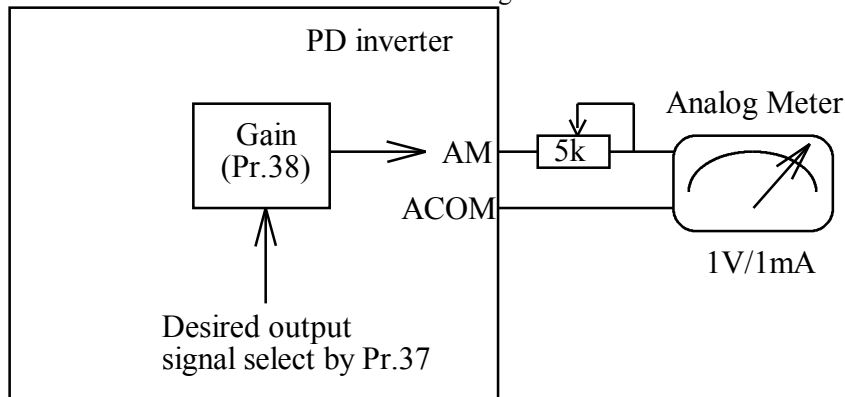 PD inverter
Analog Meter
Gain
(Pr.38)
AM
5k
ACOM
1V/1mA
Desired output
signal select by Pr.37